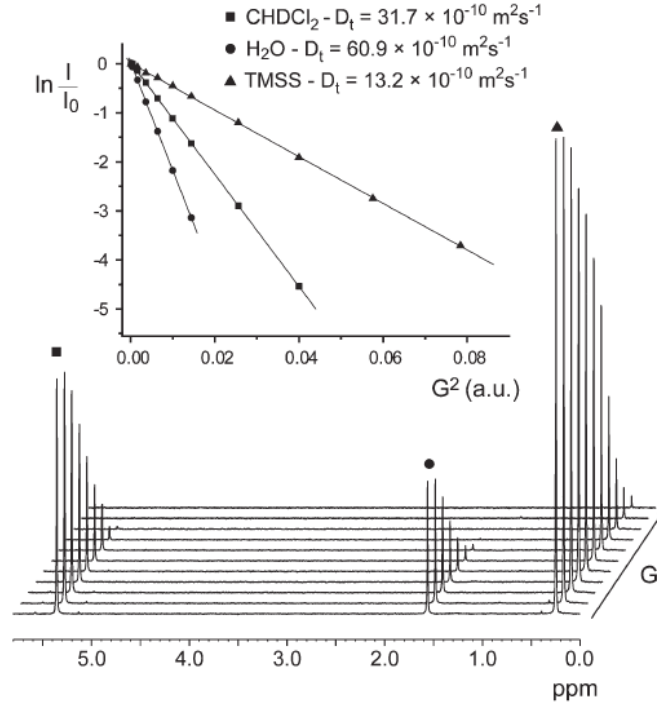 ■ CHDCl₂ - Dₜ = 31.7 × 10⁻¹⁰ m²s⁻¹
● H₂O - Dₜ = 60.9 × 10⁻¹⁰ m²s⁻¹
▲ TMSS - Dₜ = 13.2 × 10⁻¹⁰ m²s⁻¹
ln I/I₀
0
-1
-2
-3
-4
-5
0.00 0.02 0.04 0.06 0.08
G² (a.u.)
G
5.0 4.0 3.0 2.0 1.0 0.0
ppm